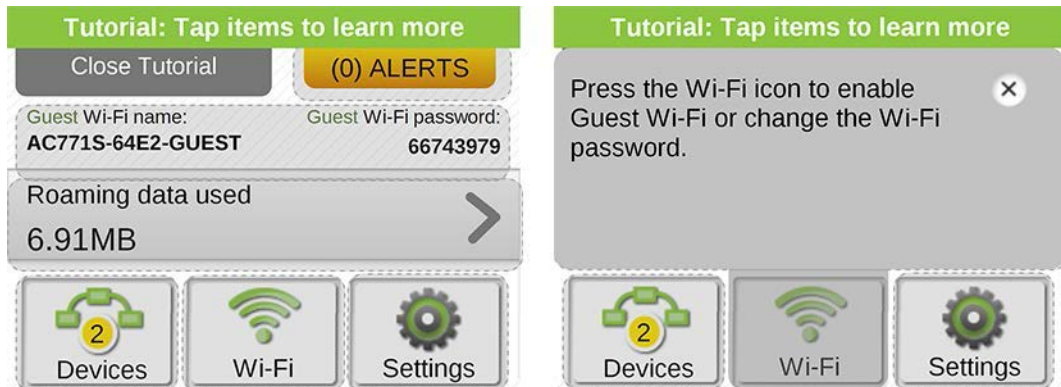 Tutorial: Tap items to learn more
Close Tutorial
(0) ALERTS
Guest Wi-Fi name:
Guest Wi-Fi password:
AC771S-64E2-GUEST
66743979
Roaming data used
6.91MB
2
Devices
Wi-Fi
Settings
Tutorial: Tap items to learn more
Press the Wi-Fi icon to enable
Guest Wi-Fi or change the Wi-Fi
password.
2
Devices
Wi-Fi
Settings